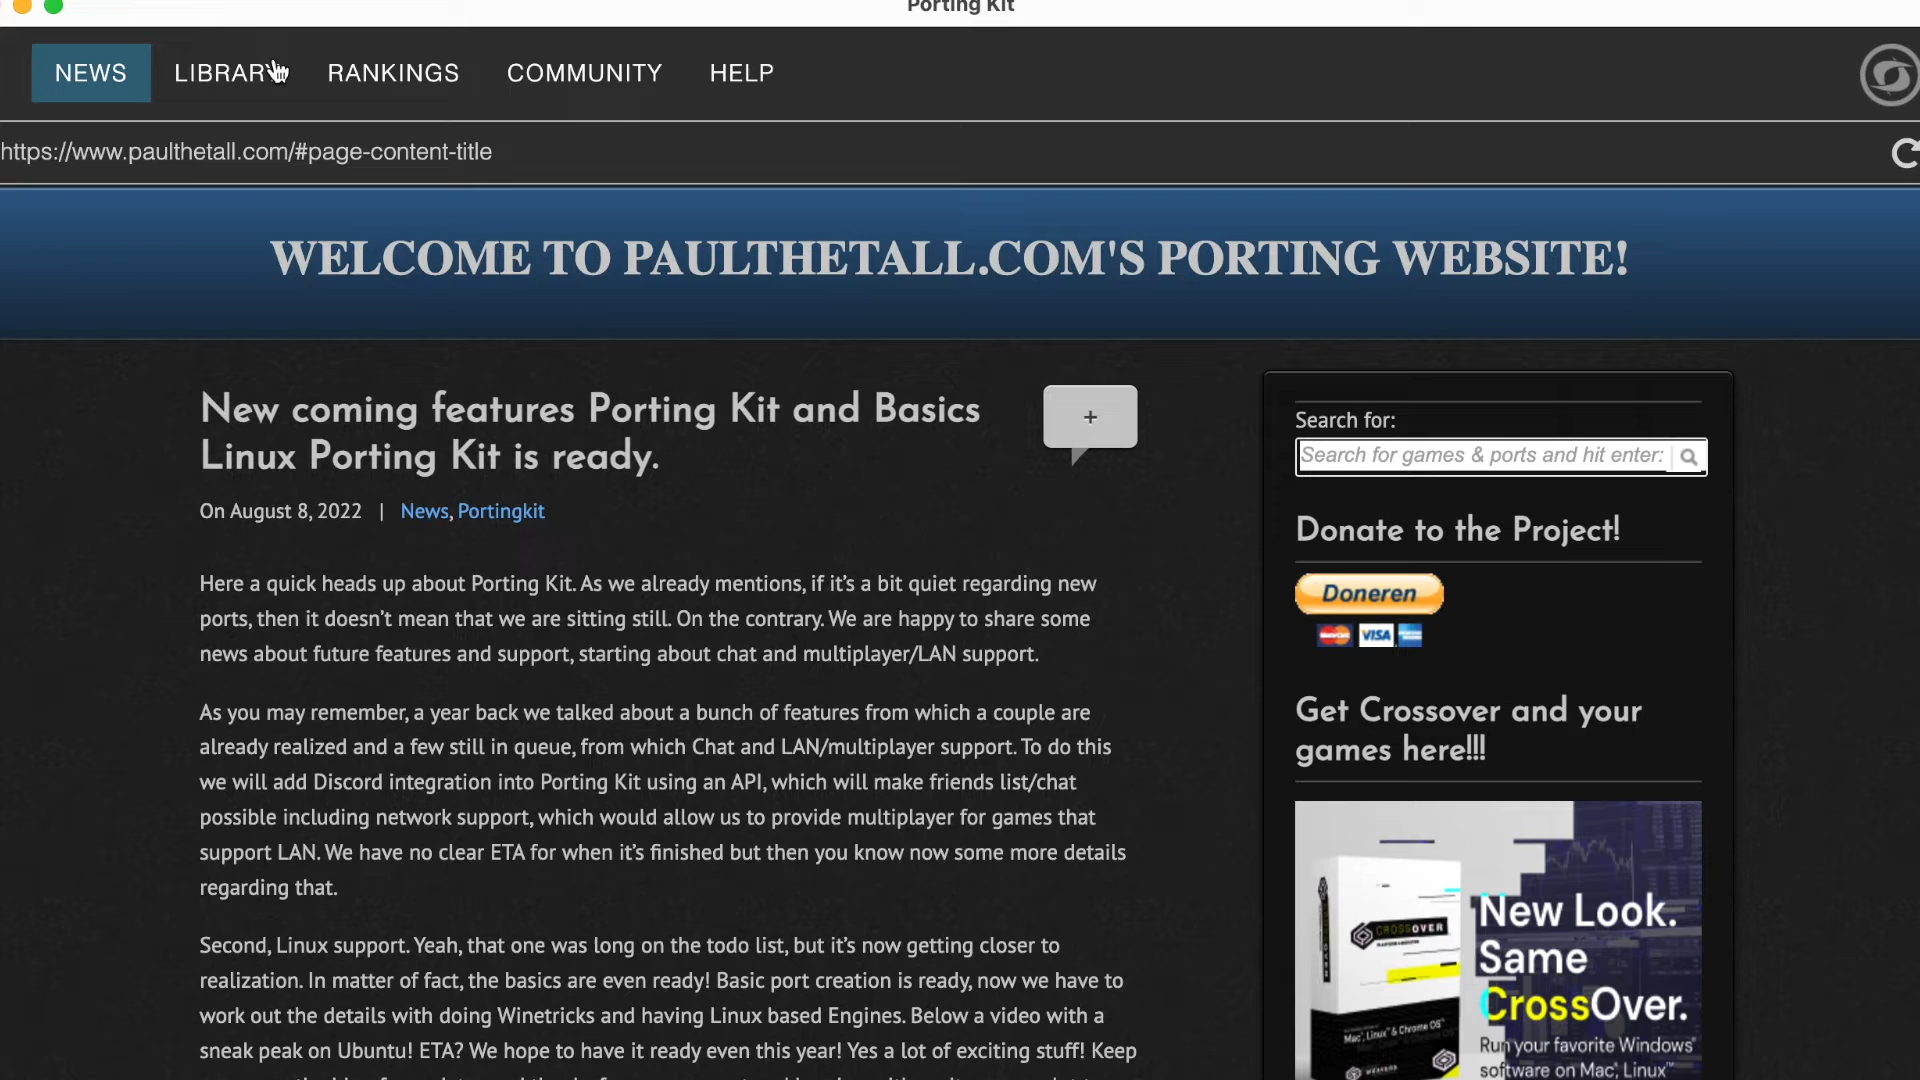 Porting Kit
NEWS LIBRARY RANKINGS COMMUNITY HELP
https://www.paulthetall.com/#page-content-title
WELCOME TO PAULTHETALL.COM'S PORTING WEBSITE!
New coming features Porting Kit and Basics
Linux Porting Kit is ready.
+
On August 8, 2022 | News, Portingkit
Here a quick heads up about Porting Kit. As we already mentions, if it’s a bit quiet regarding new
ports, then it doesn’t mean that we are sitting still. On the contrary. We are happy to share some
news about future features and support, starting about chat and multiplayer/LAN support.
As you may remember, a year back we talked about a bunch of features from which a couple are
already realized and a few still in queue, from which Chat and LAN/multiplayer support. To do this
we will add Discord integration into Porting Kit using an API, which will make friends list/chat
possible including network support, which would allow us to provide multiplayer for games that
support LAN. We have no clear ETA for when it’s finished but then you know now some more details
regarding that.
Second, Linux support. Yeah, that one was long on the todo list, but it’s now getting closer to
realization. In matter of fact, the basics are even ready! Basic port creation is ready, now we have to
work out the details with doing Winetricks and having Linux based Engines. Below a video with a
sneak peak on Ubuntu! ETA? We hope to have it ready even this year! Yes a lot of exciting stuff! Keep
Search for:
Search for games & ports and hit enter:
Donate to the Project!
Doneren
MasterCard VISA
Get Crossover and your
games here!!!
CROSSOVER
Mac, Linux & Chrome OS
New Look.
Same
CrossOver.
Run your favorite Windows®
software on Mac, Linux™